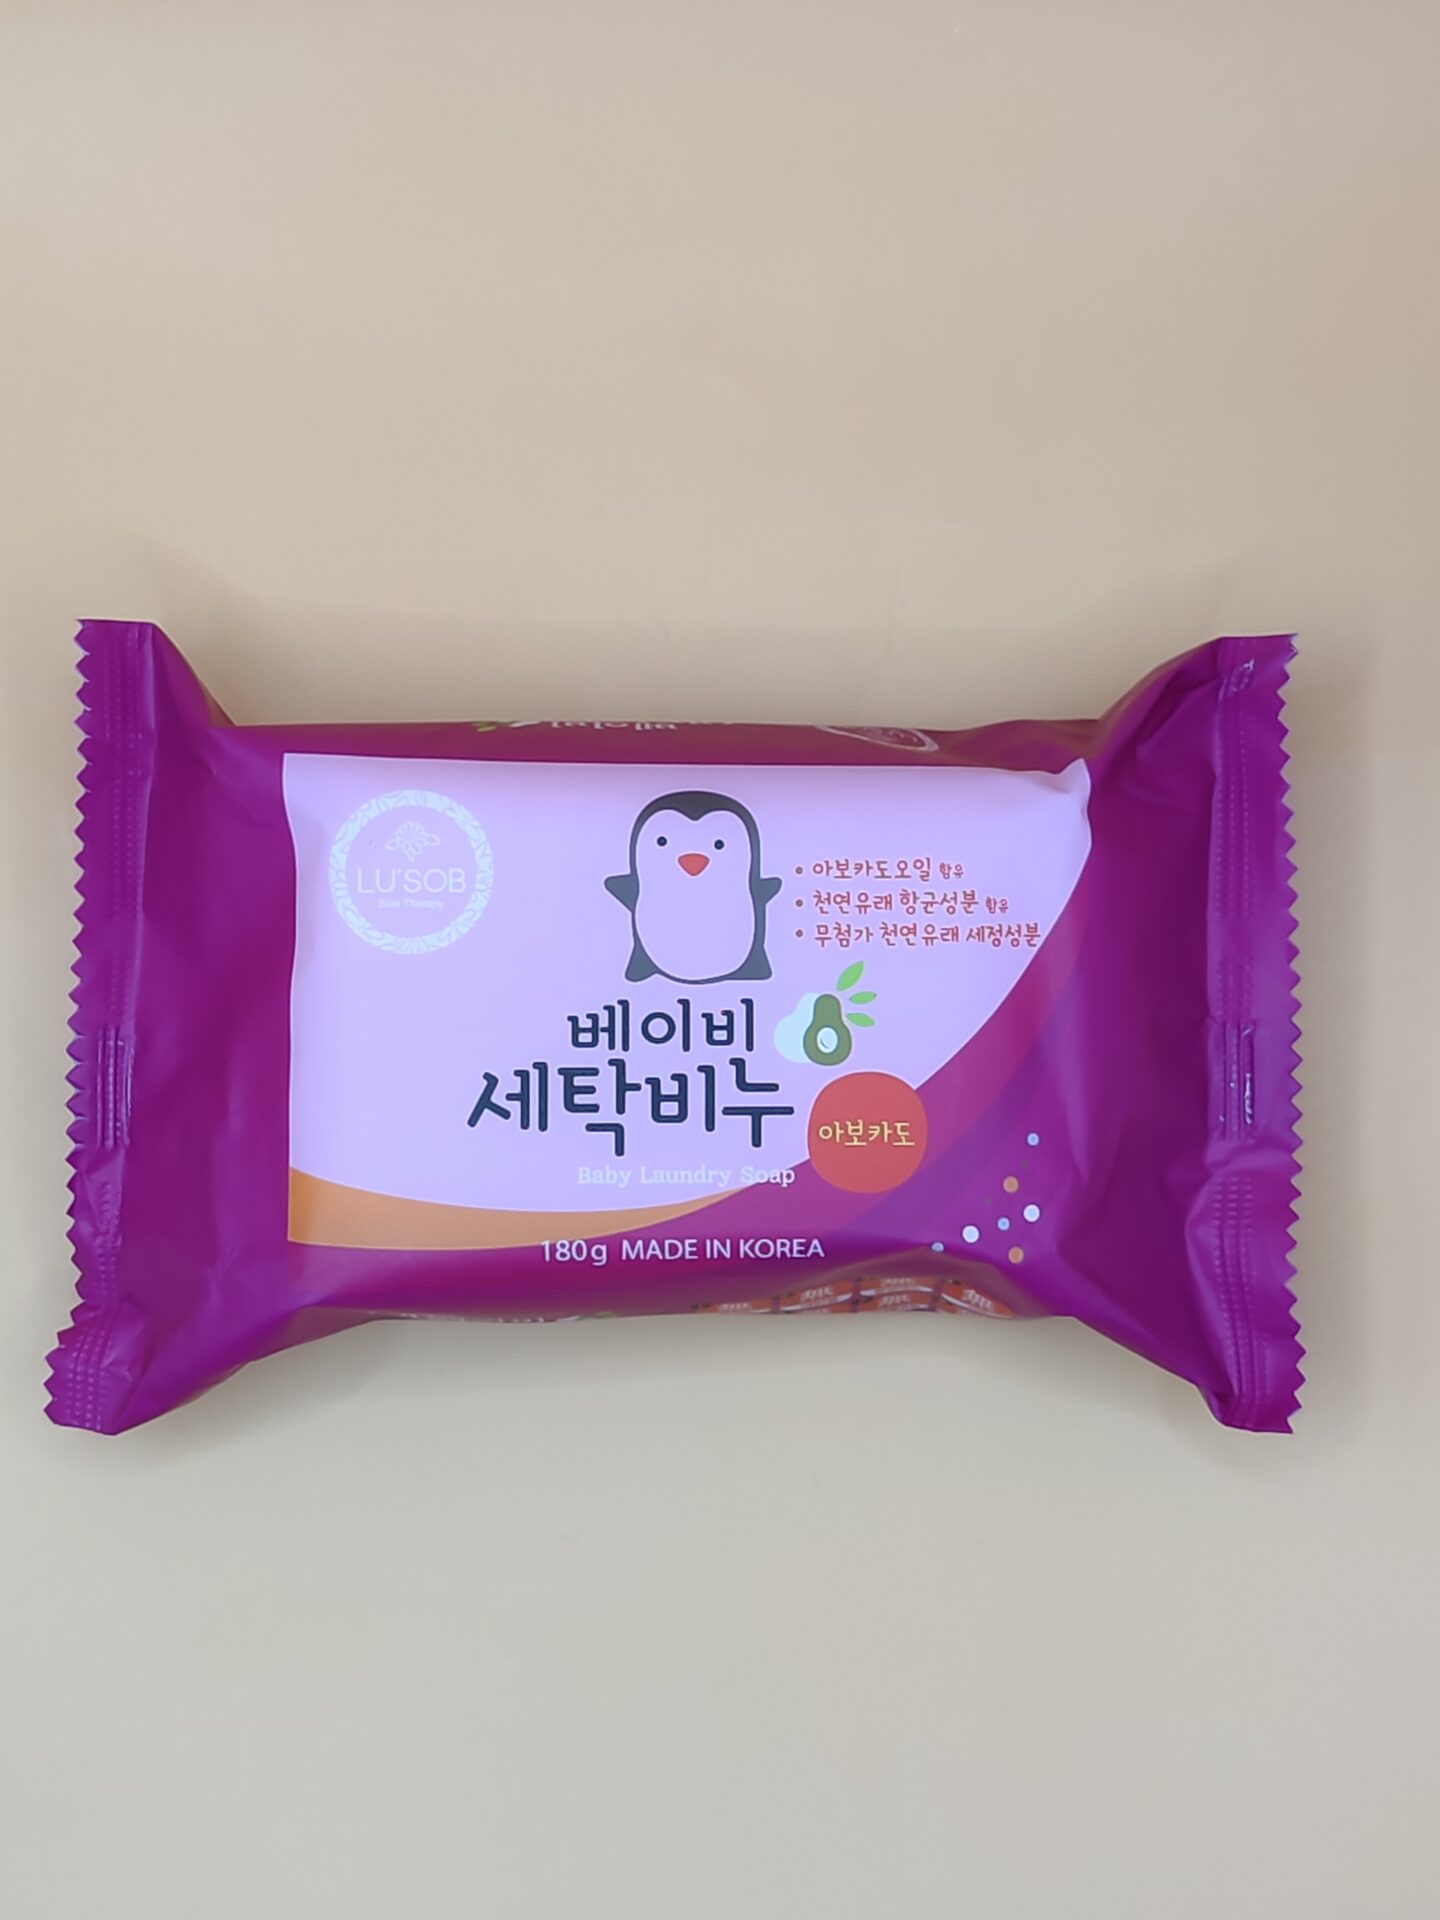 LU'SOB
Skin Therapy
• 아보카도오일 함유
• 천연유래 항균성분 함유
• 무첨가 천연유래 세정성분
베이비
세탁비누
아보카도
Baby Laundry Soap
180g MADE IN KOREA